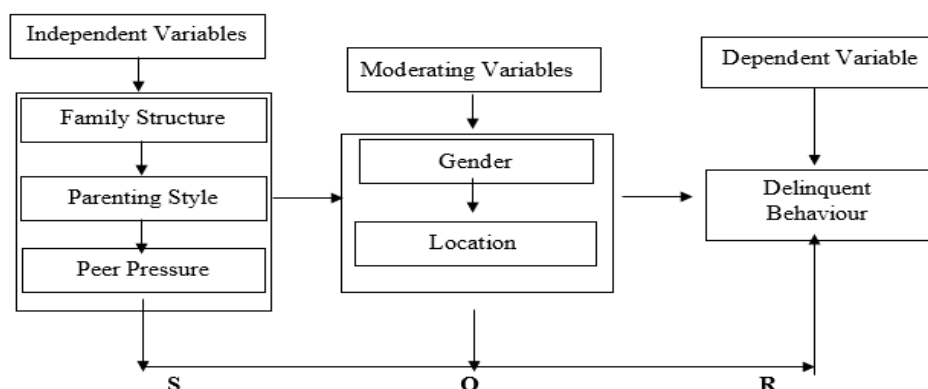 Independent Variables
Family Structure
Parenting Style
Peer Pressure
Moderating Variables
Gender
Location
Dependent Variable
Delinquent
Behaviour
S
O
R